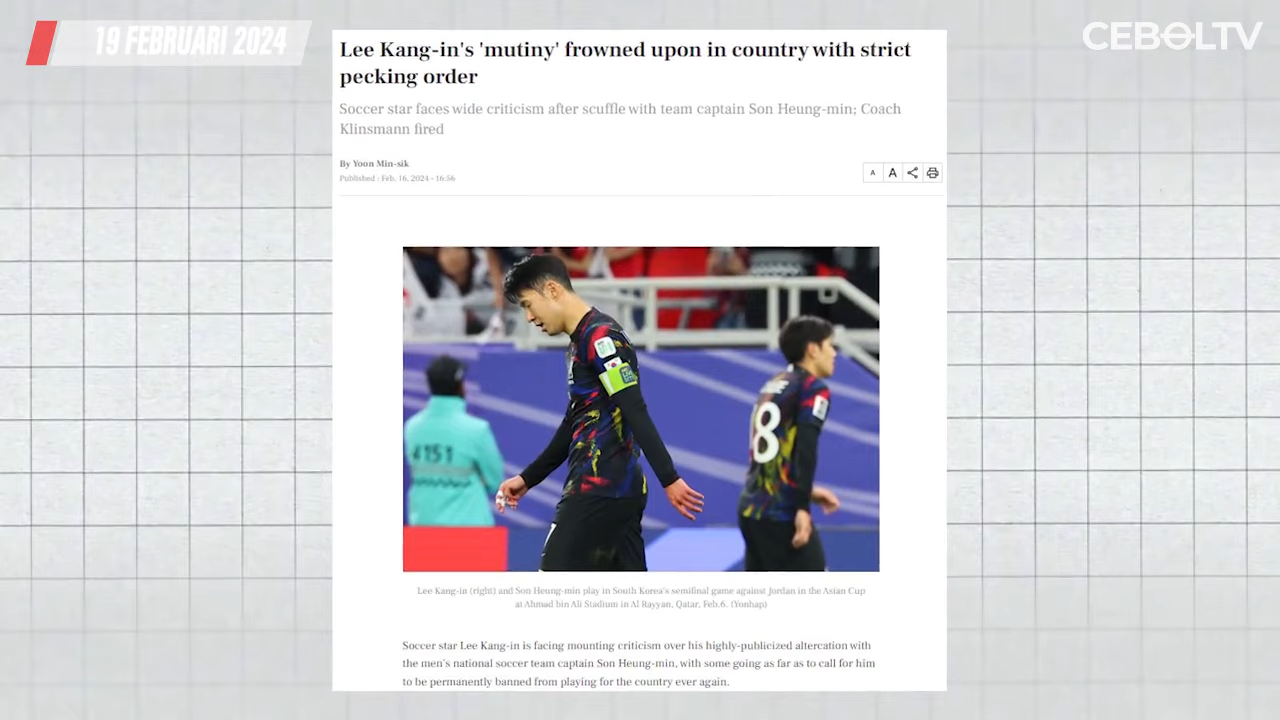 19 FEBRUARI 2024
CEBOLTV
Lee Kang-in's 'mutiny' frowned upon in country with strict
pecking order
Soccer star faces wide criticism after scuffle with team captain Son Heung-min; Coach
Klinsmann fired
By Yoon Min-sik
Published : Feb. 16, 2024 - 16:56
A A
4151
8
7
Lee Kang-in (right) and Son Heung-min play in South Korea's semifinal game against Jordan in the Asian Cup
at Ahmad bin Ali Stadium in Al Rayyan, Qatar, Feb.6. (Yonhap)
Soccer star Lee Kang-in is facing mounting criticism over his highly-publicized altercation with
the men's national soccer team captain Son Heung-min, with some going as far as to call for him
to be permanently banned from playing for the country ever again.